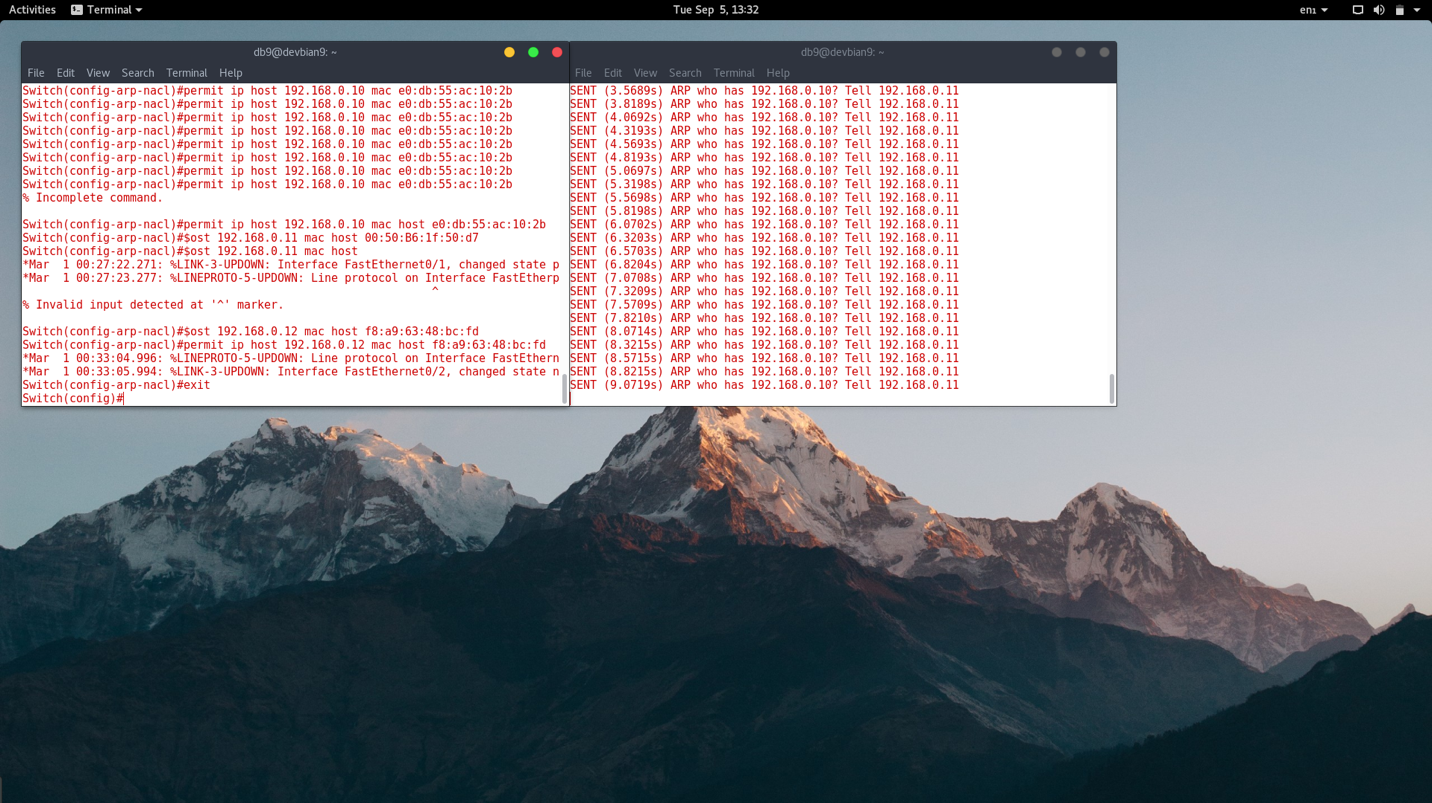 Activities Terminal Tue Sep 5, 13:32 en₁
db9@devbian9: ~
File Edit View Search Terminal Help
Switch(config-arp-nacl)#permit ip host 192.168.0.10 mac e0:db:55:ac:10:2b
Switch(config-arp-nacl)#permit ip host 192.168.0.10 mac e0:db:55:ac:10:2b
Switch(config-arp-nacl)#permit ip host 192.168.0.10 mac e0:db:55:ac:10:2b
Switch(config-arp-nacl)#permit ip host 192.168.0.10 mac e0:db:55:ac:10:2b
Switch(config-arp-nacl)#permit ip host 192.168.0.10 mac e0:db:55:ac:10:2b
Switch(config-arp-nacl)#permit ip host 192.168.0.10 mac e0:db:55:ac:10:2b
Switch(config-arp-nacl)#permit ip host 192.168.0.10 mac e0:db:55:ac:10:2b
Switch(config-arp-nacl)#permit ip host 192.168.0.10 mac e0:db:55:ac:10:2b
% Incomplete command.
Switch(config-arp-nacl)#permit ip host 192.168.0.10 mac host e0:db:55:ac:10:2b
Switch(config-arp-nacl)#$ost 192.168.0.11 mac host 00:50:B6:1f:50:d7
Switch(config-arp-nacl)#$ost 192.168.0.11 mac host
*Mar  1 00:27:22.271: %LINK-3-UPDOWN: Interface FastEthernet0/1, changed state p
*Mar  1 00:27:23.277: %LINEPROTO-5-UPDOWN: Line protocol on Interface FastEtherp
^
% Invalid input detected at '^' marker.
Switch(config-arp-nacl)#$ost 192.168.0.12 mac host f8:a9:63:48:bc:fd
Switch(config-arp-nacl)#permit ip host 192.168.0.12 mac host f8:a9:63:48:bc:fd
*Mar  1 00:33:04.996: %LINEPROTO-5-UPDOWN: Line protocol on Interface FastEthern
*Mar  1 00:33:05.994: %LINK-3-UPDOWN: Interface FastEthernet0/2, changed state n
Switch(config-arp-nacl)#exit
Switch(config)#
db9@devbian9: ~
File Edit View Search Terminal Help
SENT (3.5689s) ARP who has 192.168.0.10? Tell 192.168.0.11
SENT (3.8189s) ARP who has 192.168.0.10? Tell 192.168.0.11
SENT (4.0692s) ARP who has 192.168.0.10? Tell 192.168.0.11
SENT (4.3193s) ARP who has 192.168.0.10? Tell 192.168.0.11
SENT (4.5693s) ARP who has 192.168.0.10? Tell 192.168.0.11
SENT (4.8193s) ARP who has 192.168.0.10? Tell 192.168.0.11
SENT (5.0697s) ARP who has 192.168.0.10? Tell 192.168.0.11
SENT (5.3198s) ARP who has 192.168.0.10? Tell 192.168.0.11
SENT (5.5698s) ARP who has 192.168.0.10? Tell 192.168.0.11
SENT (5.8198s) ARP who has 192.168.0.10? Tell 192.168.0.11
SENT (6.0702s) ARP who has 192.168.0.10? Tell 192.168.0.11
SENT (6.3203s) ARP who has 192.168.0.10? Tell 192.168.0.11
SENT (6.5703s) ARP who has 192.168.0.10? Tell 192.168.0.11
SENT (6.8204s) ARP who has 192.168.0.10? Tell 192.168.0.11
SENT (7.0708s) ARP who has 192.168.0.10? Tell 192.168.0.11
SENT (7.3209s) ARP who has 192.168.0.10? Tell 192.168.0.11
SENT (7.5709s) ARP who has 192.168.0.10? Tell 192.168.0.11
SENT (7.8210s) ARP who has 192.168.0.10? Tell 192.168.0.11
SENT (8.0714s) ARP who has 192.168.0.10? Tell 192.168.0.11
SENT (8.3215s) ARP who has 192.168.0.10? Tell 192.168.0.11
SENT (8.5715s) ARP who has 192.168.0.10? Tell 192.168.0.11
SENT (8.8215s) ARP who has 192.168.0.10? Tell 192.168.0.11
SENT (9.0719s) ARP who has 192.168.0.10? Tell 192.168.0.11